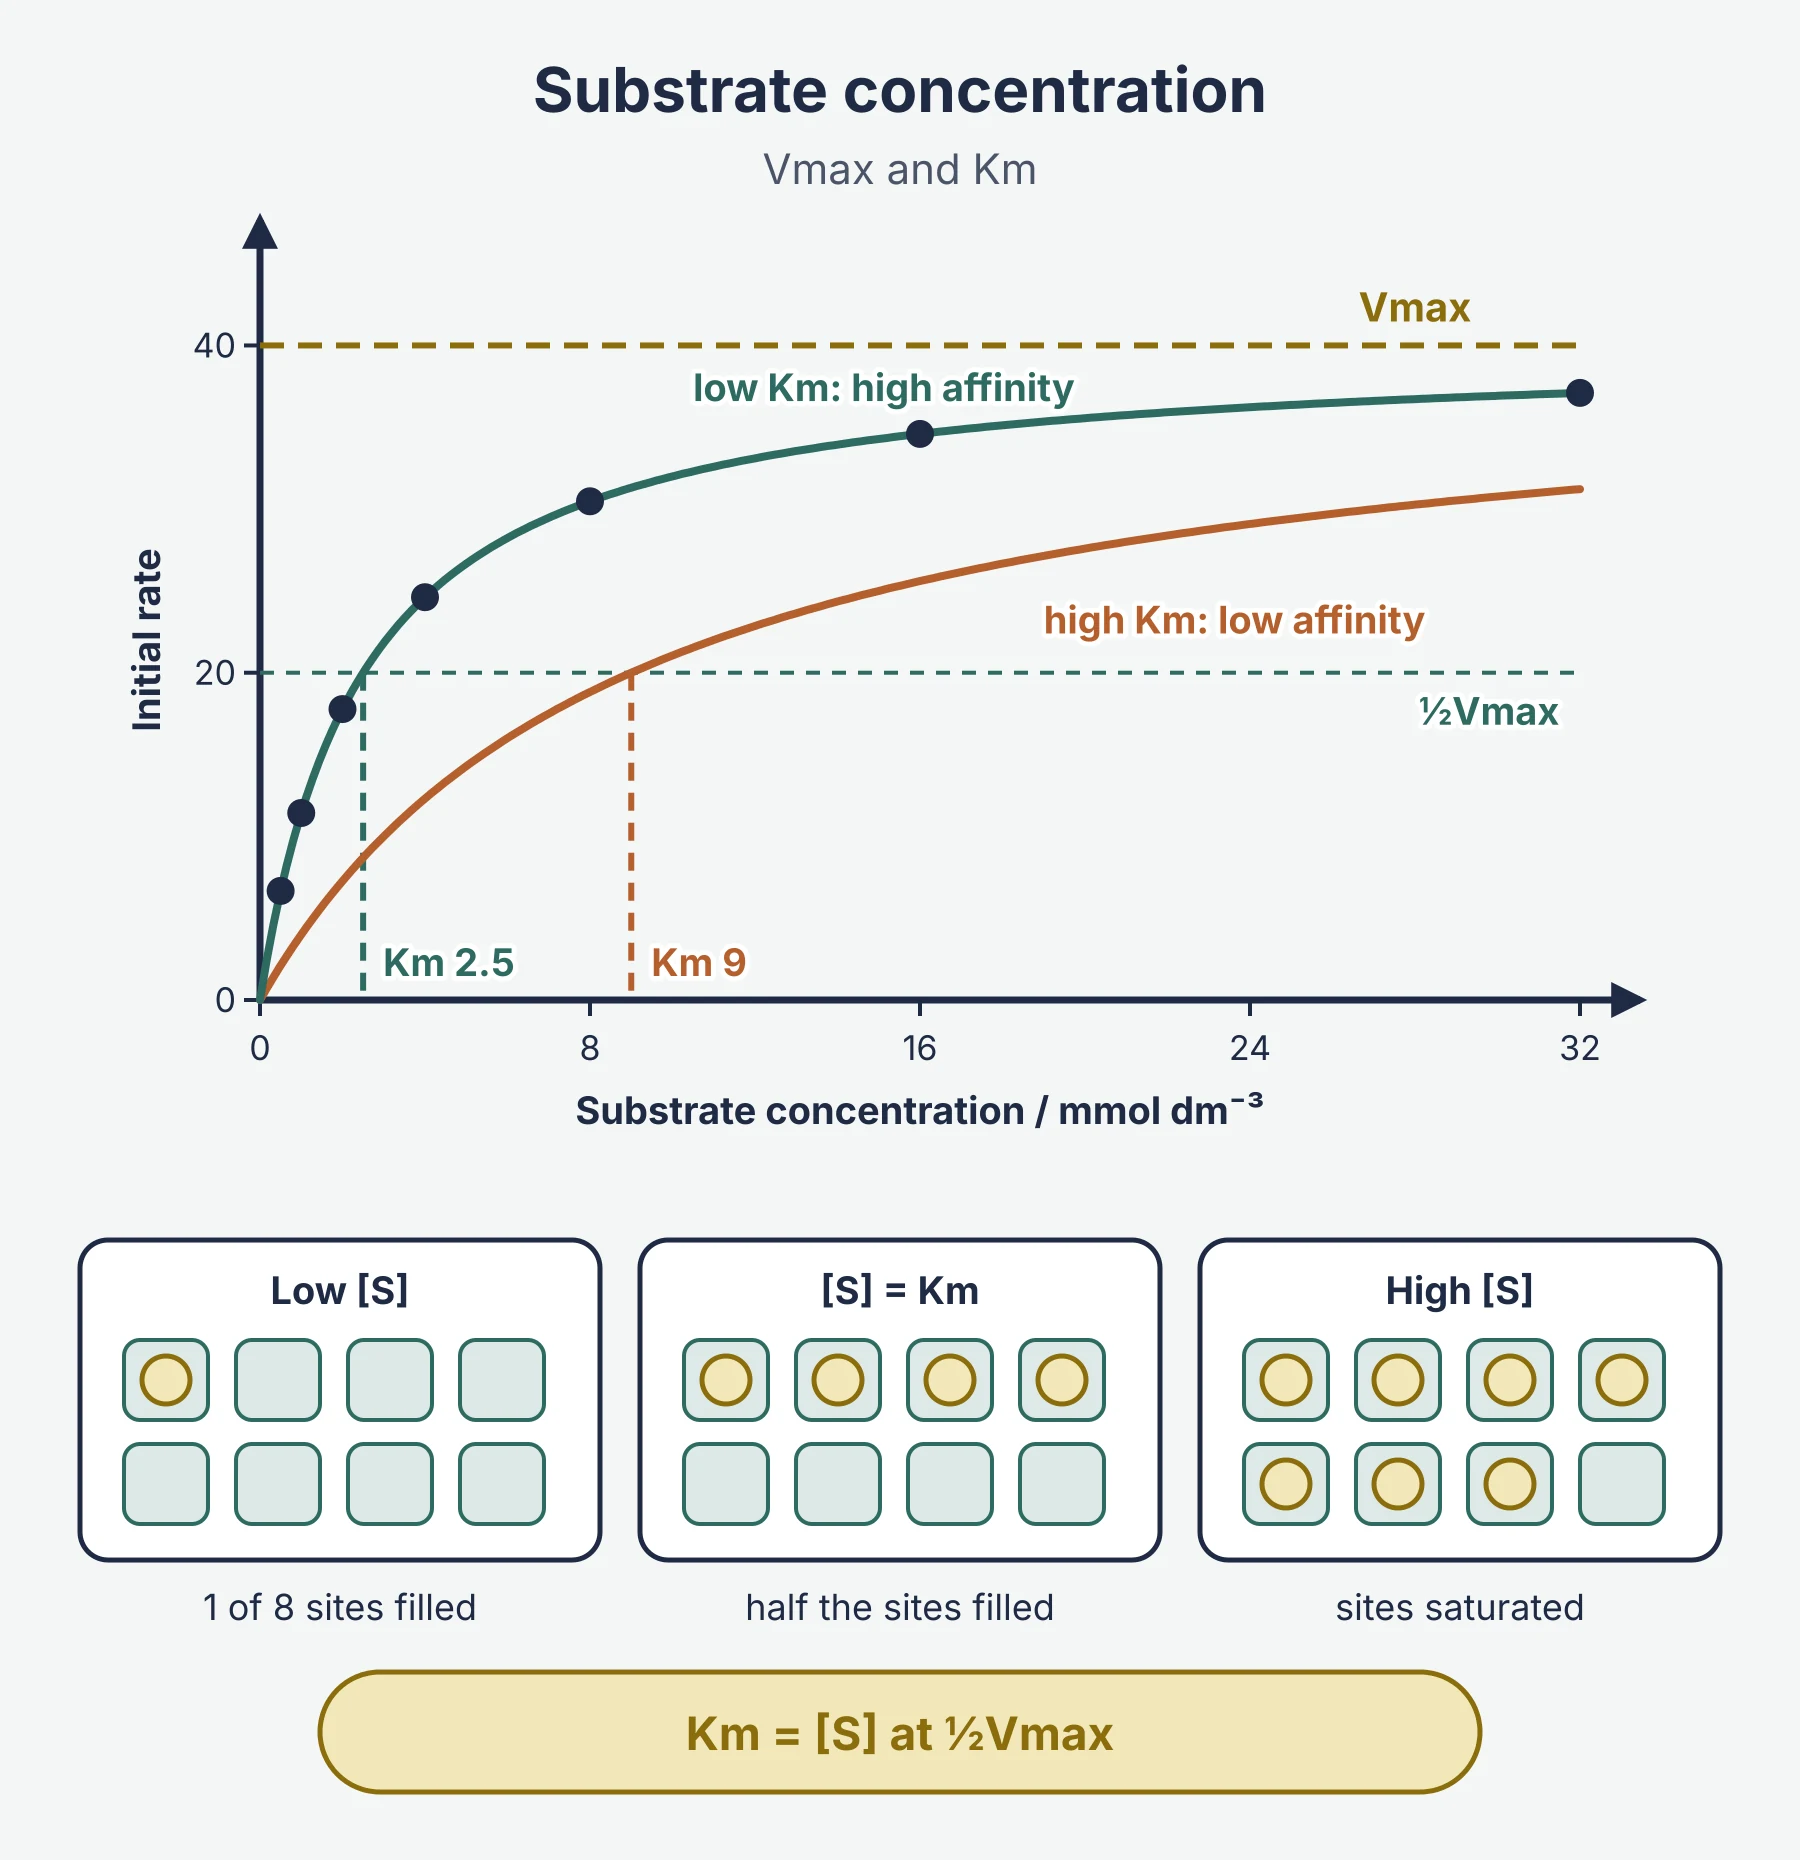 Substrate concentration
Vmax and Km
Vmax
40
low Km: high affinity
high Km: low affinity
Initial rate
20
½Vmax
Km 2.5
Km 9
0
0
8
16
24
32
Substrate concentration / mmol dm⁻³
Low [S]
[S] = Km
High [S]
1 of 8 sites filled
half the sites filled
sites saturated
Km = [S] at ½Vmax